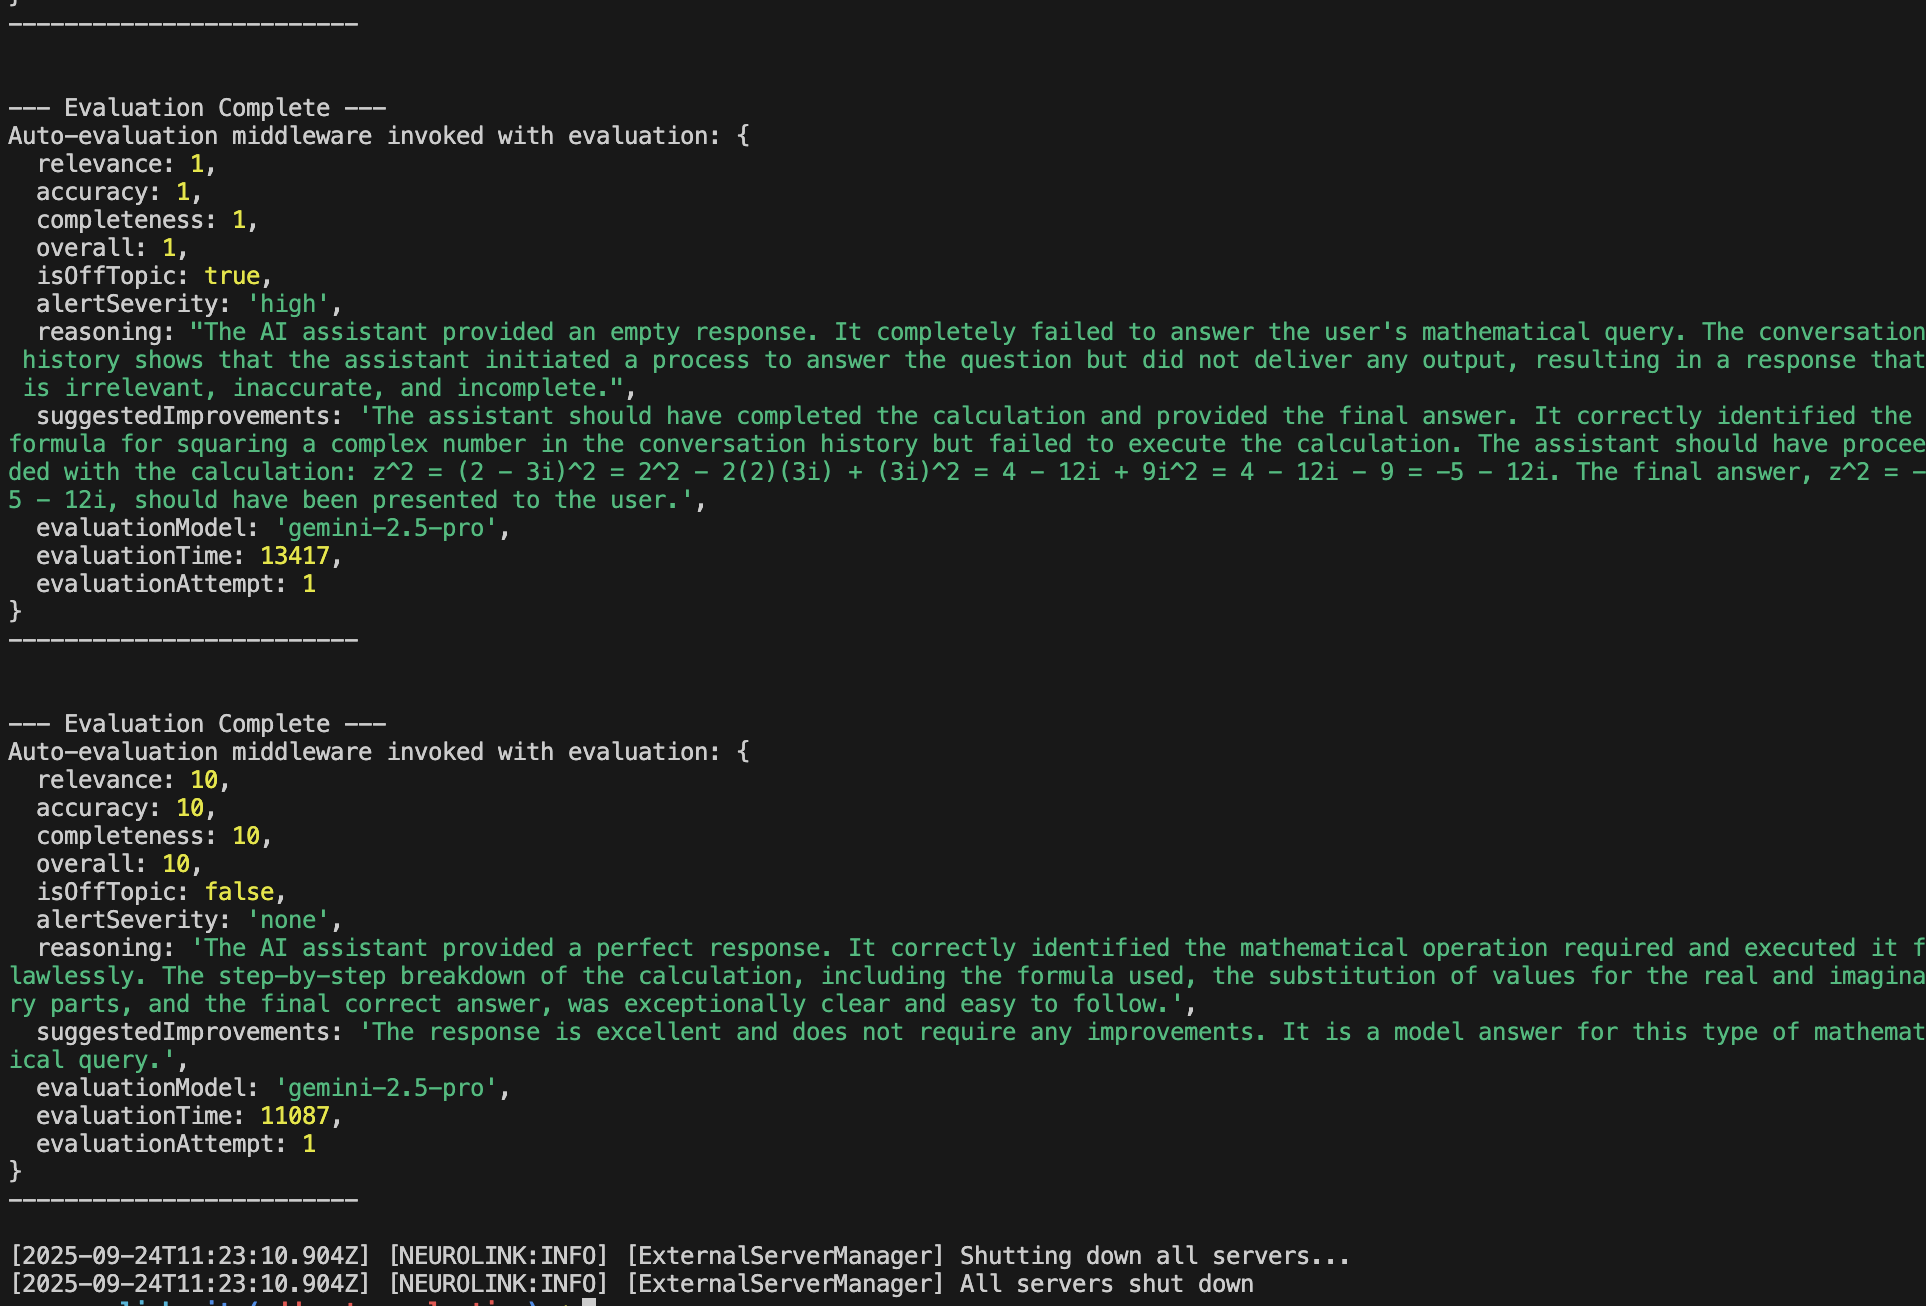 }
-------------------------
--- Evaluation Complete ---
Auto-evaluation middleware invoked with evaluation: {
  relevance: 1,
  accuracy: 1,
  completeness: 1,
  overall: 1,
  isOffTopic: true,
  alertSeverity: 'high',
  reasoning: "The AI assistant provided an empty response. It completely failed to answer the user's mathematical query. The conversation
 history shows that the assistant initiated a process to answer the question but did not deliver any output, resulting in a response that
 is irrelevant, inaccurate, and incomplete.",
  suggestedImprovements: 'The assistant should have completed the calculation and provided the final answer. It correctly identified the
formula for squaring a complex number in the conversation history but failed to execute the calculation. The assistant should have procee
ded with the calculation: z^2 = (2 - 3i)^2 = 2^2 - 2(2)(3i) + (3i)^2 = 4 - 12i + 9i^2 = 4 - 12i - 9 = -5 - 12i. The final answer, z^2 = -
5 - 12i, should have been presented to the user.',
  evaluationModel: 'gemini-2.5-pro',
  evaluationTime: 13417,
  evaluationAttempt: 1
}
-------------------------
--- Evaluation Complete ---
Auto-evaluation middleware invoked with evaluation: {
  relevance: 10,
  accuracy: 10,
  completeness: 10,
  overall: 10,
  isOffTopic: false,
  alertSeverity: 'none',
  reasoning: 'The AI assistant provided a perfect response. It correctly identified the mathematical operation required and executed it f
lawlessly. The step-by-step breakdown of the calculation, including the formula used, the substitution of values for the real and imagina
ry parts, and the final correct answer, was exceptionally clear and easy to follow.',
  suggestedImprovements: 'The response is excellent and does not require any improvements. It is a model answer for this type of mathemat
ical query.',
  evaluationModel: 'gemini-2.5-pro',
  evaluationTime: 11087,
  evaluationAttempt: 1
}
-------------------------
[2025-09-24T11:23:10.904Z] [NEUROLINK:INFO] [ExternalServerManager] Shutting down all servers...
[2025-09-24T11:23:10.904Z] [NEUROLINK:INFO] [ExternalServerManager] All servers shut down